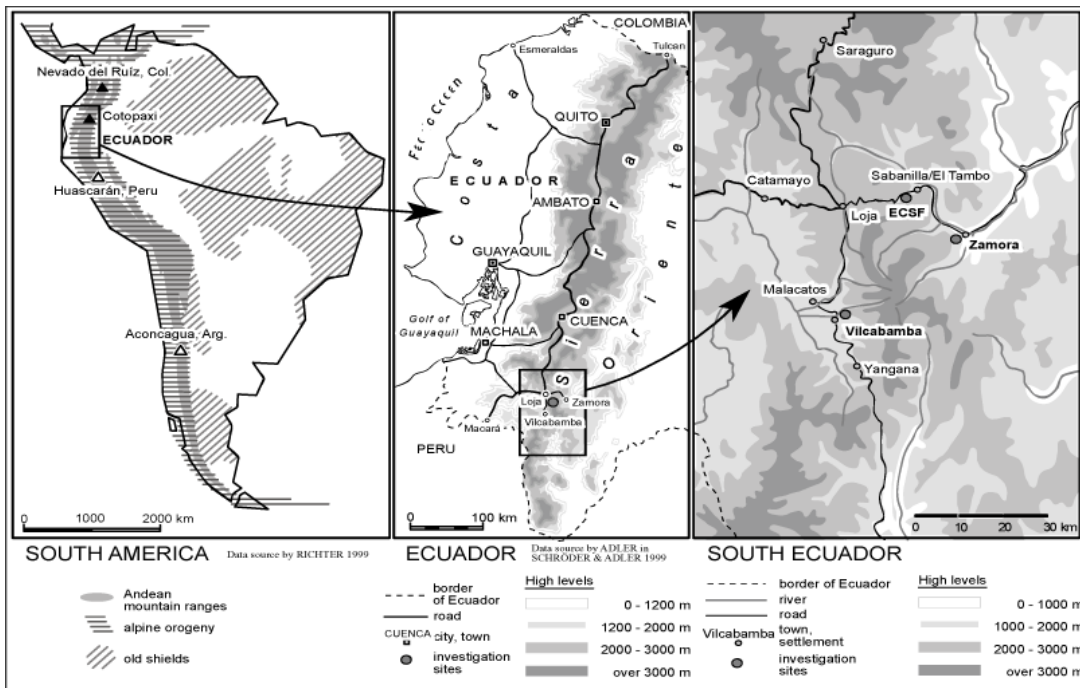 Nevado del Ruíz, Col.
Cotopaxi
ECUADOR
Huascarán, Peru
Aconcagua, Arg.
0 1000 2000 km
SOUTH AMERICA
Data source by RICHTER 1999
Andean
mountain ranges
alpine orogeny
old shields
COLOMBIA
Esmeraldas
Tulcan
QUITO
Costa
ECUADOR
AMBATO
Sierra
Oriente
GUAYAQUIL
Golf of
Guayaquil
MACHALA
CUENCA
Loja
Zamora
Vilcabamba
Macará
PERU
0 100 km
ECUADOR
Data source by ADLER in
SCHRÖDER & ADLER 1999
border
of Ecuador
road
CUENCA city, town
investigation
sites
High levels
0 - 1200 m
1200 - 2000 m
2000 - 3000 m
over 3000 m
Saraguro
Catamayo
Sabanilla/El Tambo
Loja
ECSF
Zamora
Malacatos
Vilcabamba
Yangana
0 10 20 30 km
SOUTH ECUADOR
border of Ecuador
river
road
Vilcabamba town,
settlement
investigation
sites
High levels
0 - 1000 m
1000 - 2000 m
2000 - 3000 m
over 3000 m